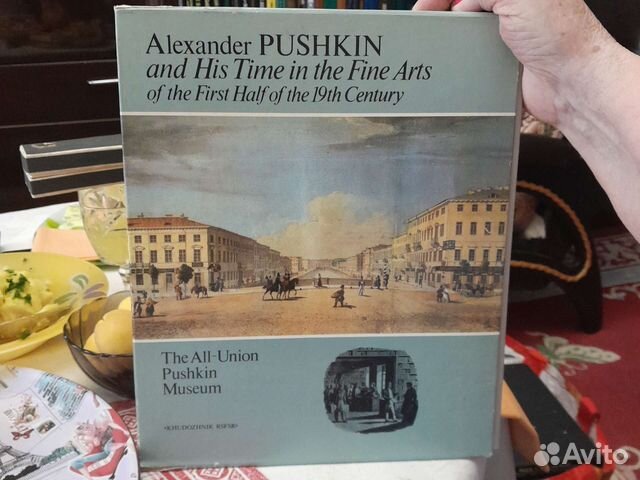 Alexander PUSHKIN
and His Time in the Fine Arts
of the First Half of the 19th Century
The All-Union
Pushkin
Museum
«KHUDOZHNIK RSFSR»
Avito